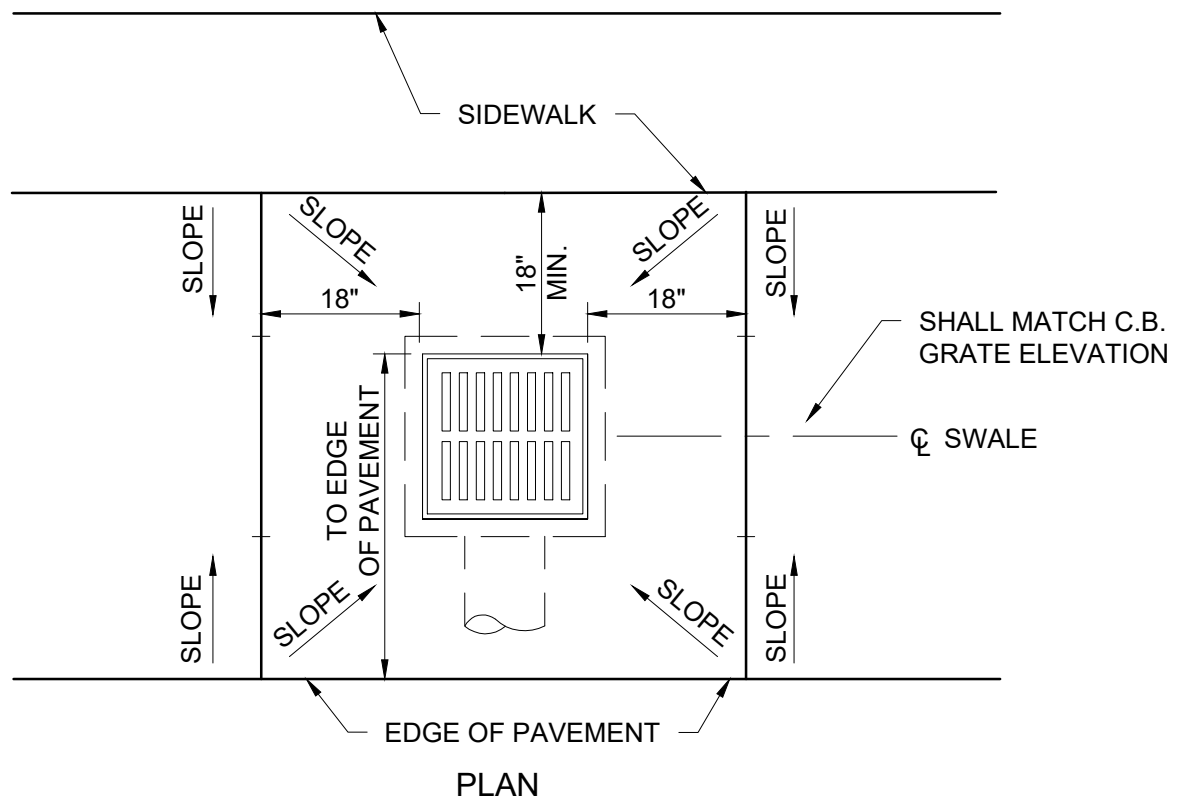 SIDEWALK
SLOPE
SLOPE
18"
MIN.
SLOPE
SLOPE
18"
18"
SHALL MATCH C.B.
GRATE ELEVATION
TO EDGE
OF PAVEMENT
℄ SWALE
SLOPE
SLOPE
SLOPE
SLOPE
EDGE OF PAVEMENT
PLAN